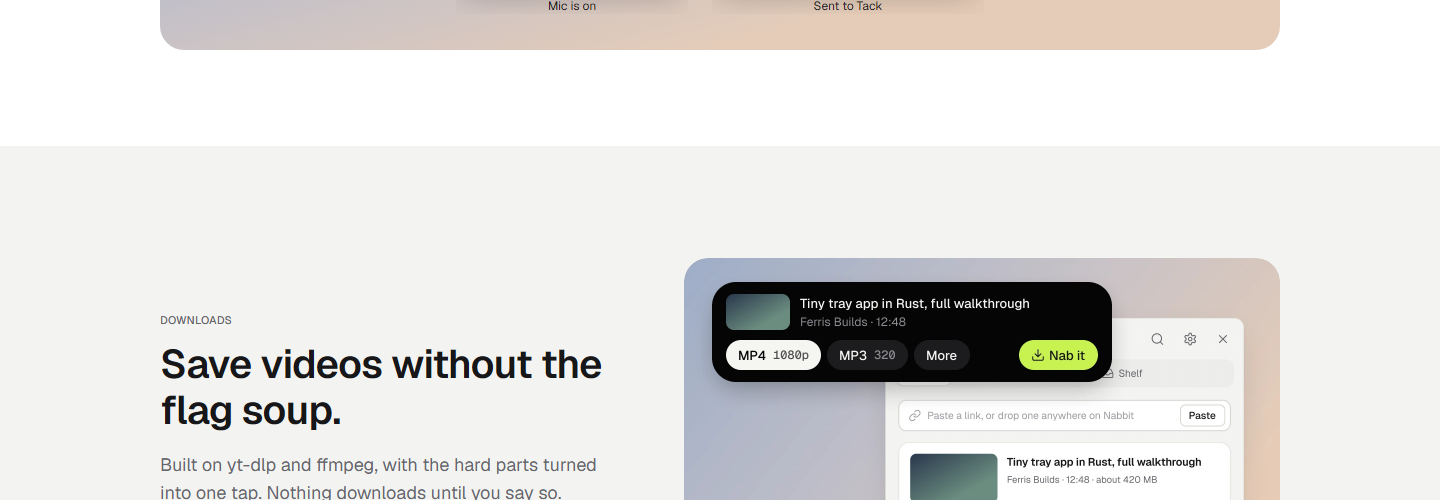 Mic is on
Sent to Tack
DOWNLOADS
Save videos without the
flag soup.
Built on yt-dlp and ffmpeg, with the hard parts turned
into one tap. Nothing downloads until you say so.
Tiny tray app in Rust, full walkthrough
Ferris Builds · 12:48
MP4 1080p
MP3 320
More
Nab it
Shelf
Paste a link, or drop one anywhere on Nabbit
Paste
Tiny tray app in Rust, full walkthrough
Ferris Builds · 12:48 · about 420 MB